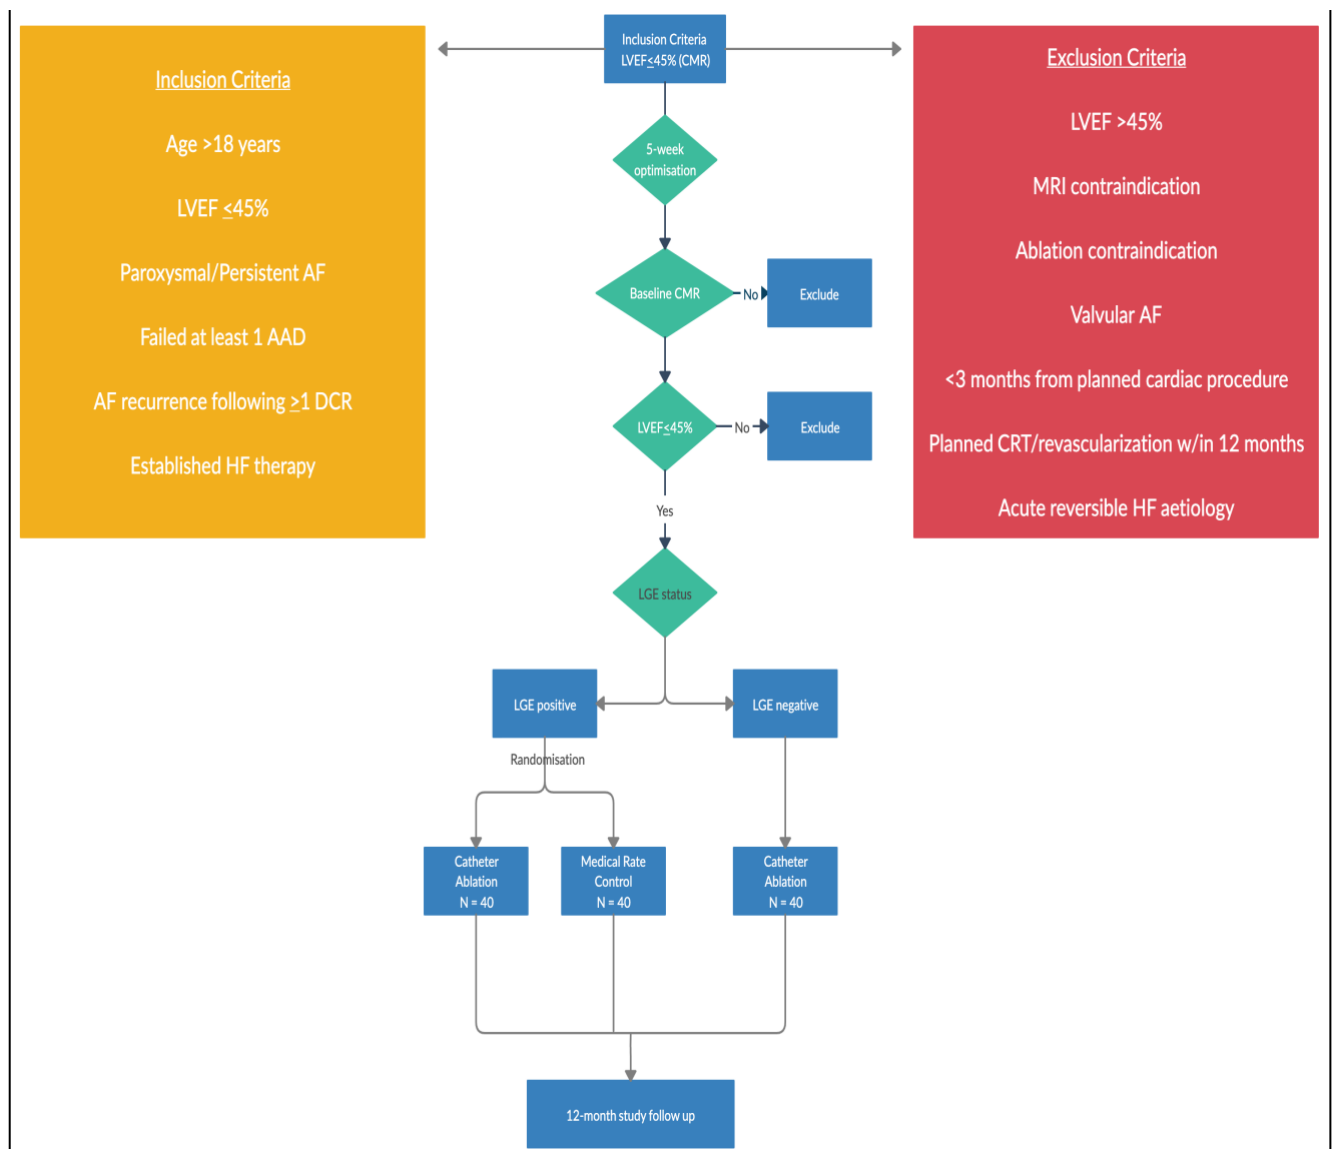 Inclusion Criteria
LVEF≤45% (CMR)
Inclusion Criteria
Age >18 years
LVEF ≤45%
Paroxysmal/Persistent AF
Failed at least 1 AAD
AF recurrence following ≥1 DCR
Established HF therapy
Exclusion Criteria
LVEF >45%
MRI contraindication
Ablation contraindication
Valvular AF
<3 months from planned cardiac procedure
Planned CRT/revascularization w/in 12 months
Acute reversible HF aetiology
5-week
optimisation
Baseline CMR
No
Exclude
LVEF≤45%
No
Exclude
Yes
LGE status
LGE positive
LGE negative
Randomisation
Catheter
Ablation
N = 40
Medical Rate
Control
N = 40
Catheter
Ablation
N = 40
12-month study follow up